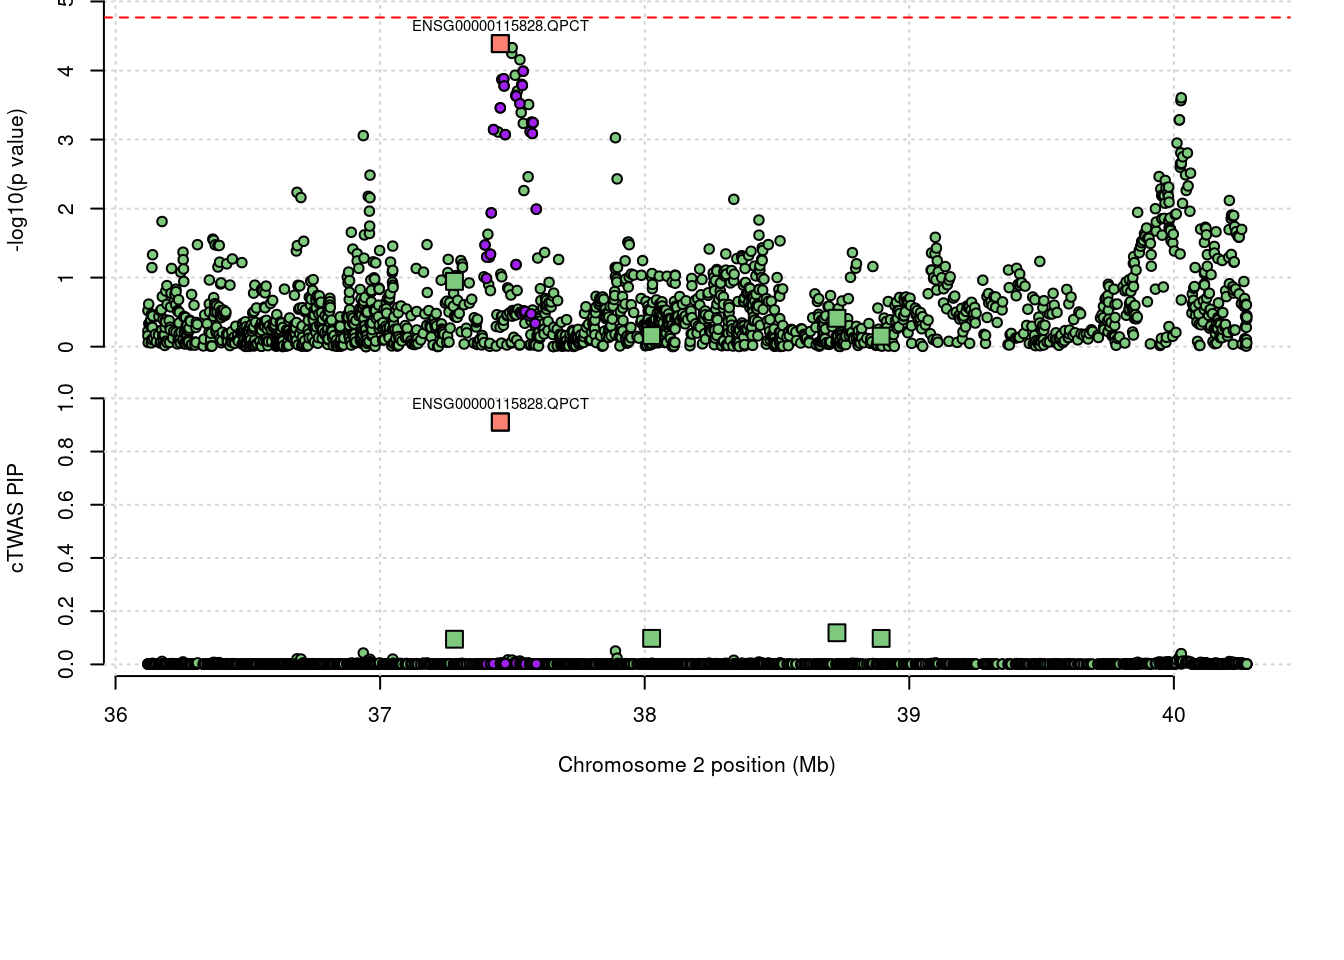 5
ENSG00000115828.QPCT
4
3
2
1
0
-log10(p value)
1.0
ENSG00000115828.QPCT
0.8
0.6
0.4
0.2
0.0
cTWAS PIP
36 37 38 39 40
Chromosome 2 position (Mb)